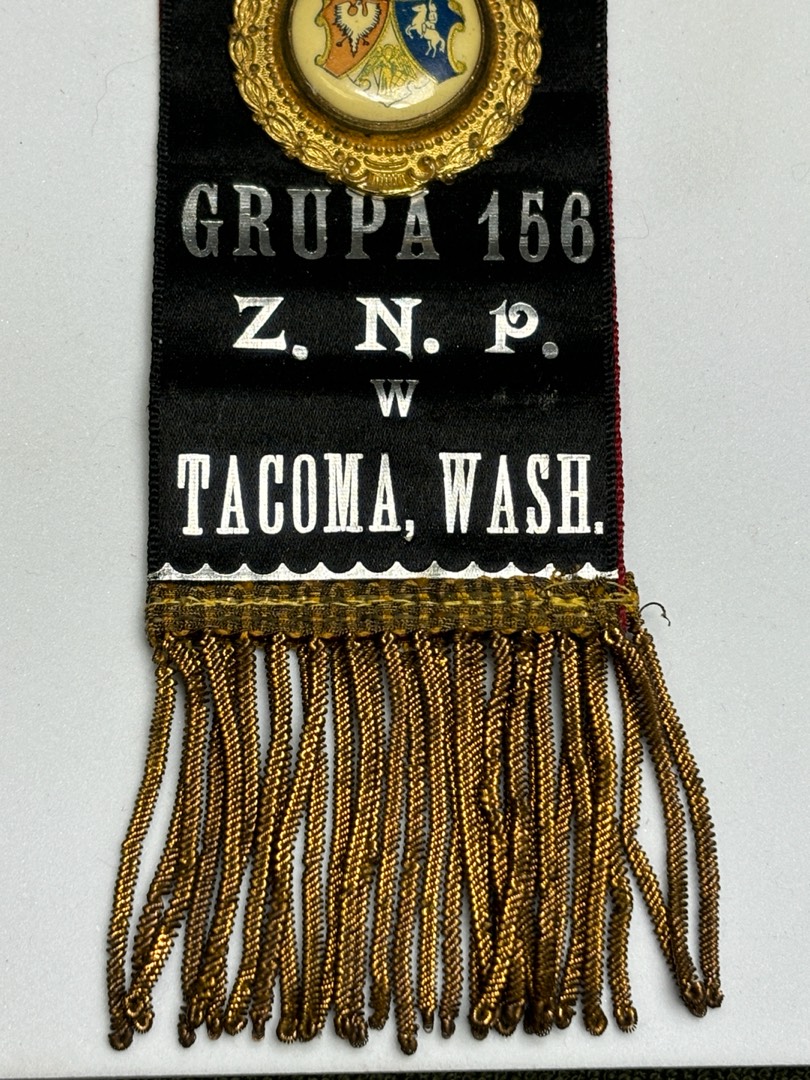 GRUPA 156
Z. N. P.
W
TACOMA, WASH.